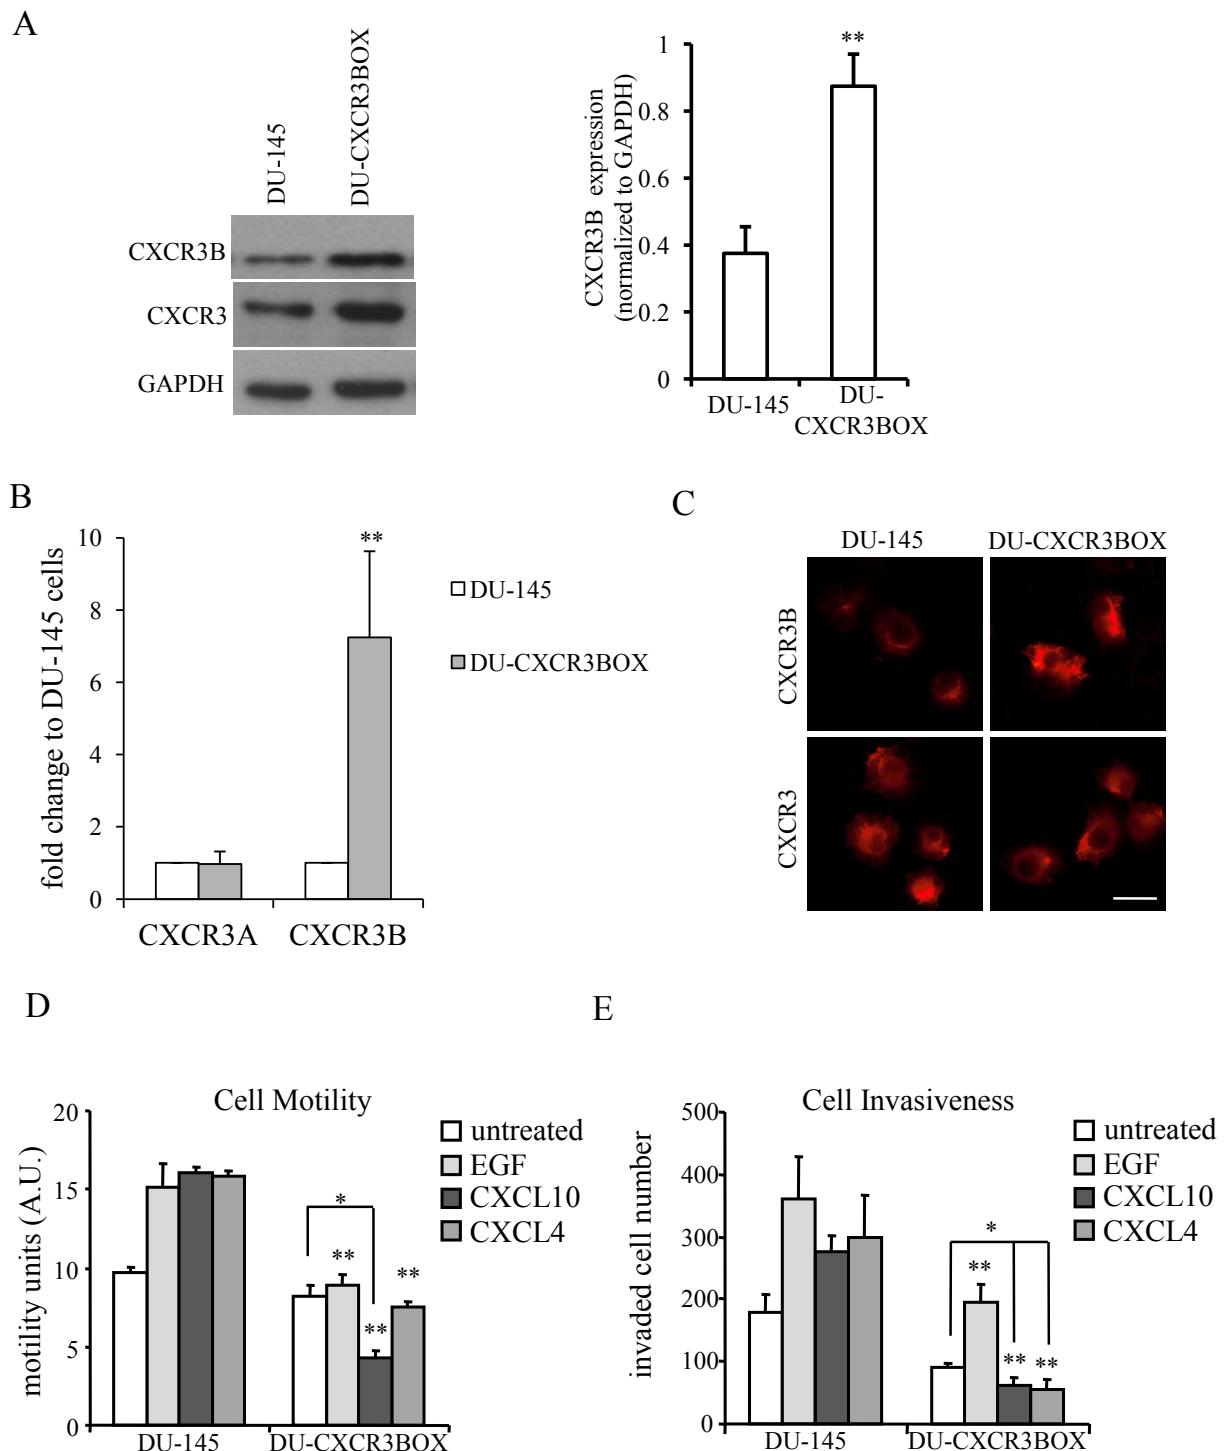 A
DU-145
DU-CXCR3BOX
CXCR3B
CXCR3
GAPDH
CXCR3B expression
(normalized to GAPDH)
1
0.8
0.6
0.4
0.2
0
**
DU-145
DU-
CXCR3BOX
B
fold change to DU-145 cells
10
8
6
4
2
0
**
CXCR3A
CXCR3B
DU-145
DU-CXCR3BOX
C
DU-145
DU-CXCR3BOX
CXCR3B
CXCR3
D
Cell Motility
motility units (A.U.)
20
15
10
5
0
*
**
**
**
DU-145
DU-CXCR3BOX
untreated
EGF
CXCL10
CXCL4
E
Cell Invasiveness
invaded cell number
500
400
300
200
100
0
*
**
**
**
DU-145
DU-CXCR3BOX
untreated
EGF
CXCL10
CXCL4